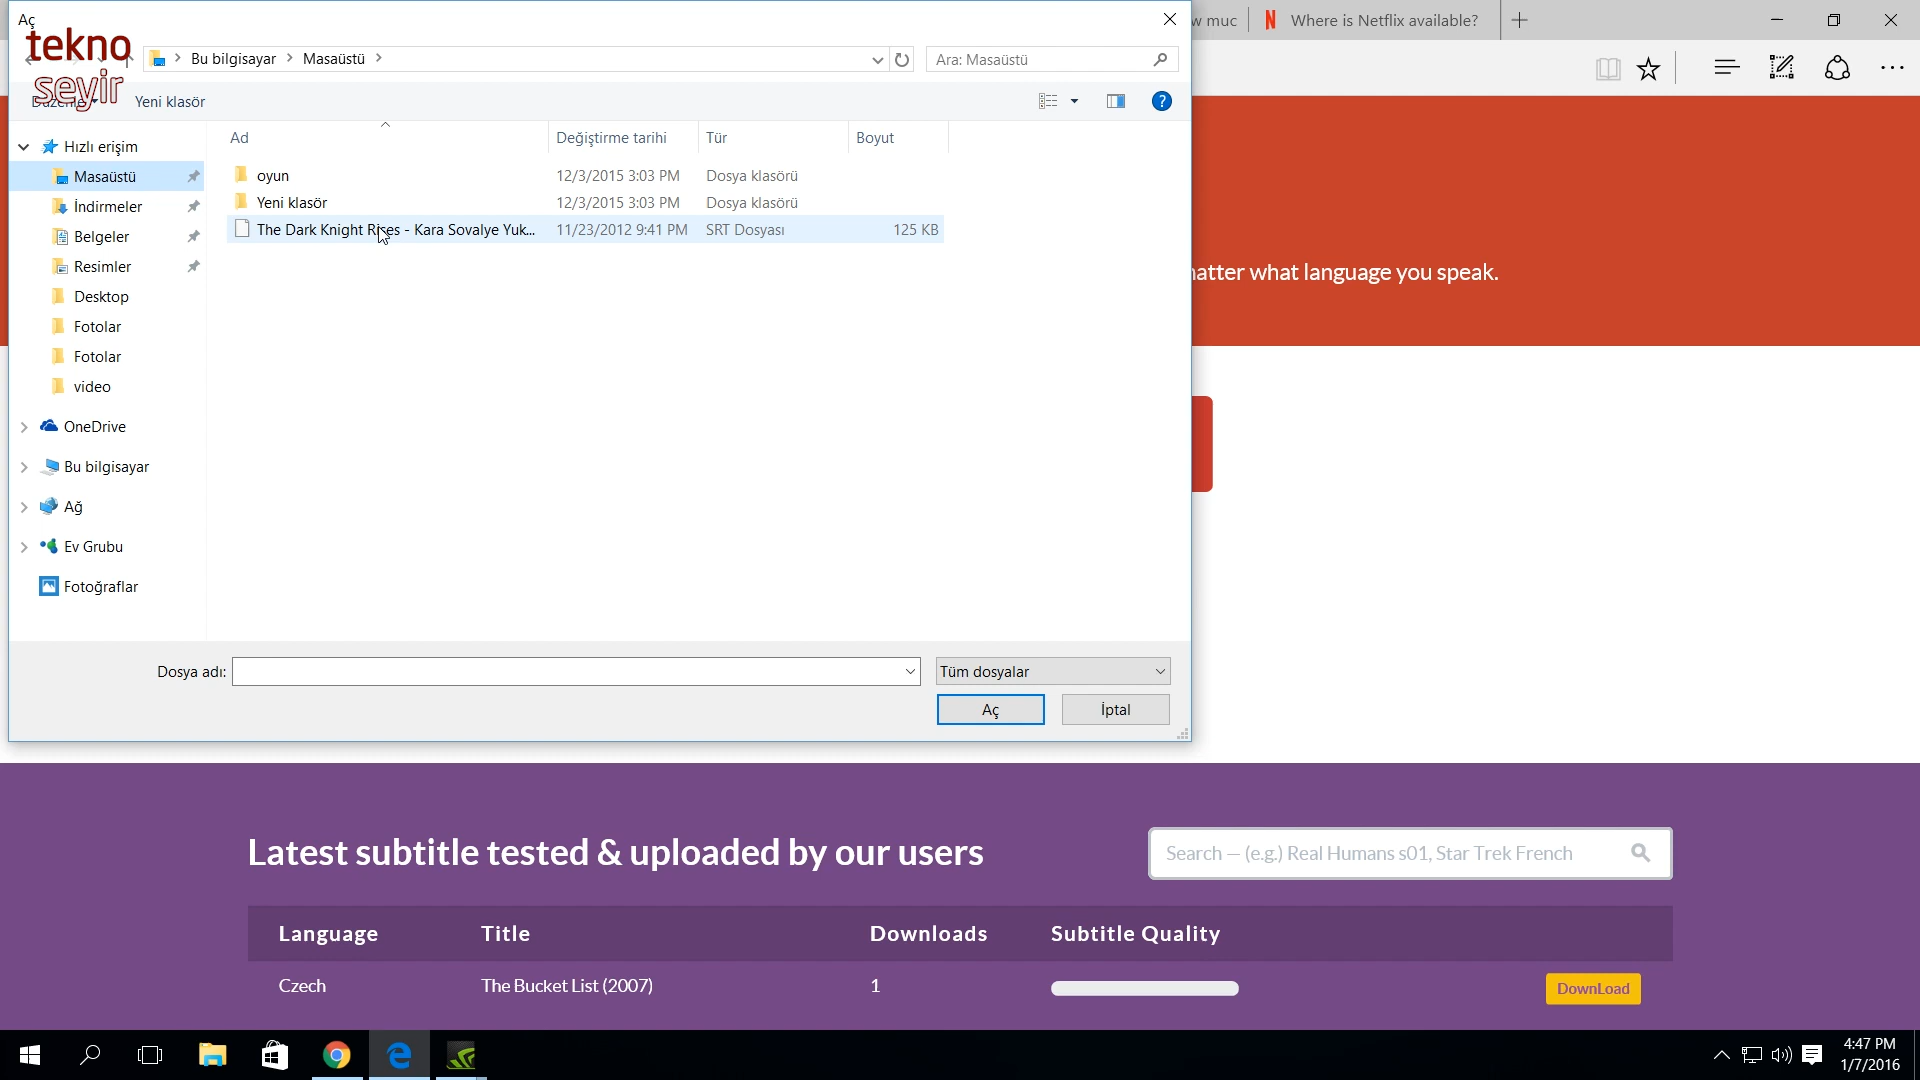 Aç
tekno
seyir
Bu bilgisayar
Masaüstü
Ara: Masaüstü
w muc
Where is Netflix available?
Düzenle
Yeni klasör
Ad
Değiştirme tarihi
Tür
Boyut
Hızlı erişim
Masaüstü
İndirmeler
Belgeler
Resimler
Desktop
Fotolar
Fotolar
video
OneDrive
Bu bilgisayar
Ağ
Ev Grubu
Fotoğraflar
oyun 12/3/2015 3:03 PM Dosya klasörü
Yeni klasör 12/3/2015 3:03 PM Dosya klasörü
The Dark Knight Rises - Kara Sovalye Yuk... 11/23/2012 9:41 PM SRT Dosyası 125 KB
atter what language you speak.
Dosya adı:
Tüm dosyalar
Aç
İptal
Latest subtitle tested & uploaded by our users
Search — (e.g.) Real Humans s01, Star Trek French
Language Title Downloads Subtitle Quality
Czech The Bucket List (2007) 1 DownLoad
4:47 PM
1/7/2016